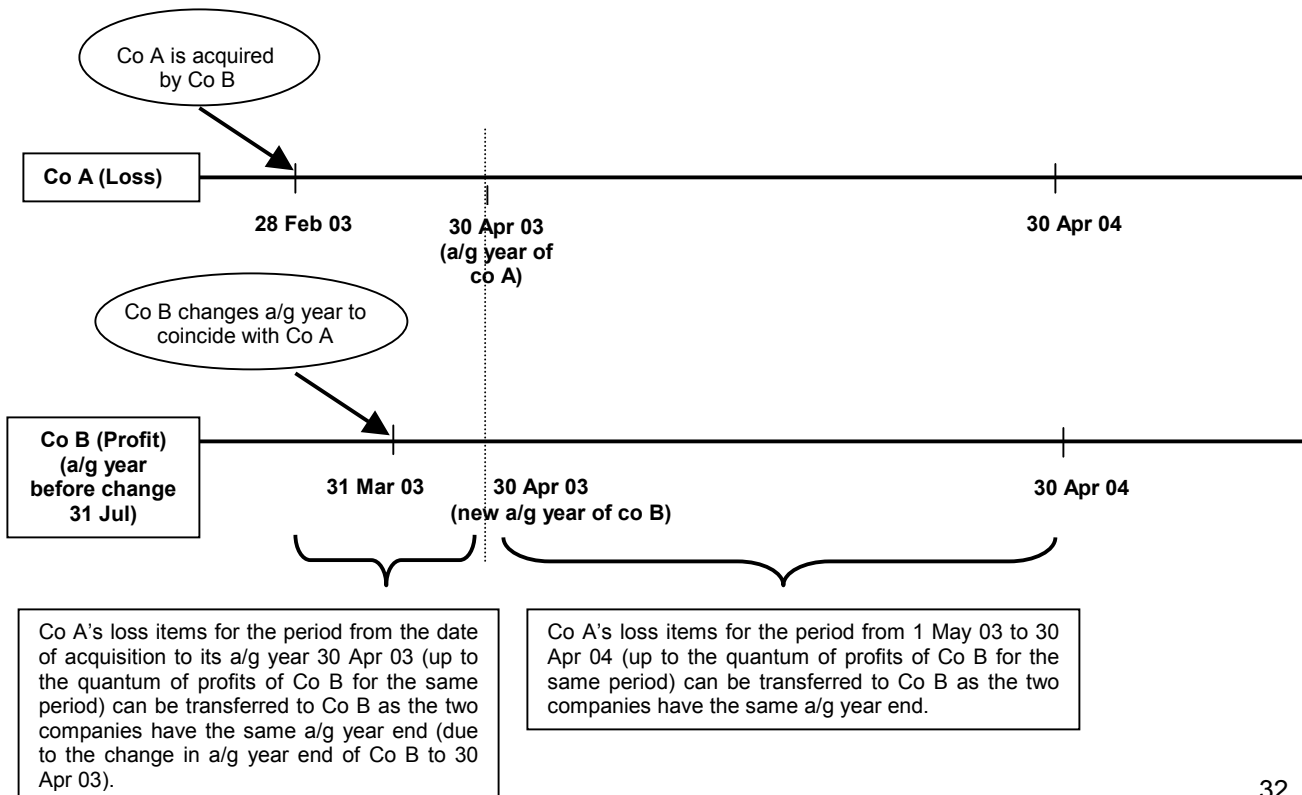 Co A is acquired
by Co B
Co A (Loss)
28 Feb 03
30 Apr 03
(a/g year of
co A)
30 Apr 04
Co B changes a/g year to
coincide with Co A
Co B (Profit)
(a/g year
before change
31 Jul)
31 Mar 03
30 Apr 03
(new a/g year of co B)
30 Apr 04
Co A's loss items for the period from the date
of acquisition to its a/g year 30 Apr 03 (up to
the quantum of profits of Co B for the same
period) can be transferred to Co B as the two
companies have the same a/g year end (due
to the change in a/g year end of Co B to 30
Apr 03).
Co A's loss items for the period from 1 May 03 to 30
Apr 04 (up to the quantum of profits of Co B for the
same period) can be transferred to Co B as the two
companies have the same a/g year end.
32